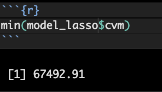 ```{r}
min(model_lasso$cvm)
```
[1] 67492.91